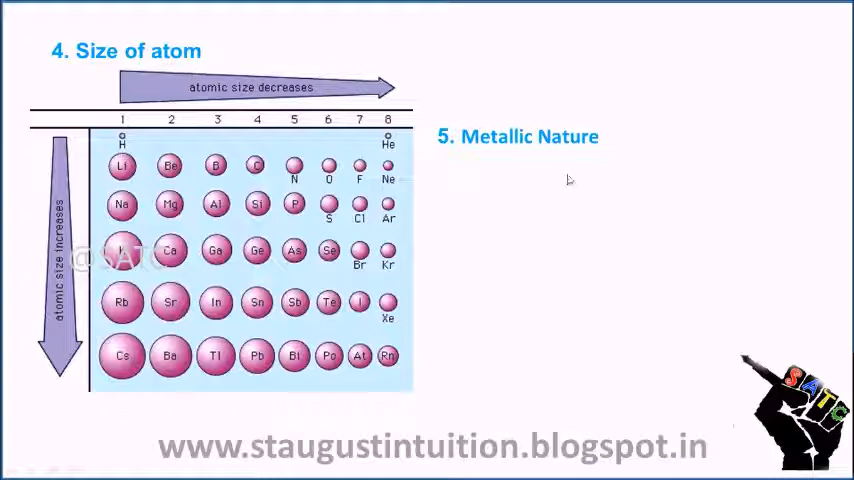 4. Size of atom
atomic size decreases
1 2 3 4 5 6 7 8
H He
Li Be B C N O F Ne
Na Mg Al Si P S Cl Ar
K Ca Ga Ge As Se Br Kr
Rb Sr In Sn Sb Te I Xe
Cs Ba Tl Pb Bi Po At Rn
atomic size increases
@SATC
5. Metallic Nature
SATC
www.staugustintuition.blogspot.in